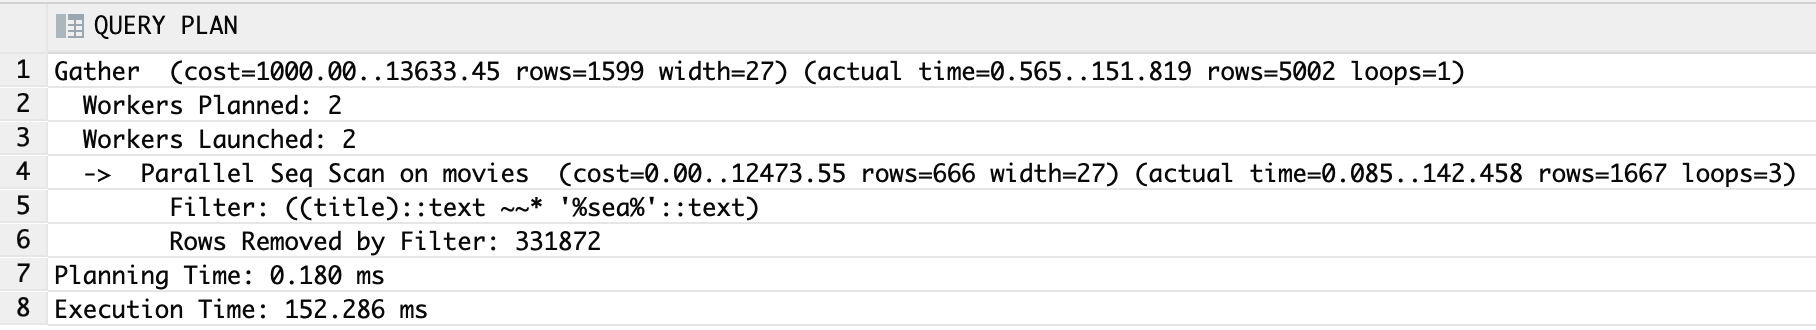 QUERY PLAN
1 Gather  (cost=1000.00..13633.45 rows=1599 width=27) (actual time=0.565..151.819 rows=5002 loops=1)
2   Workers Planned: 2
3   Workers Launched: 2
4   ->  Parallel Seq Scan on movies  (cost=0.00..12473.55 rows=666 width=27) (actual time=0.085..142.458 rows=1667 loops=3)
5         Filter: ((title)::text ~~* '%sea%'::text)
6         Rows Removed by Filter: 331872
7 Planning Time: 0.180 ms
8 Execution Time: 152.286 ms